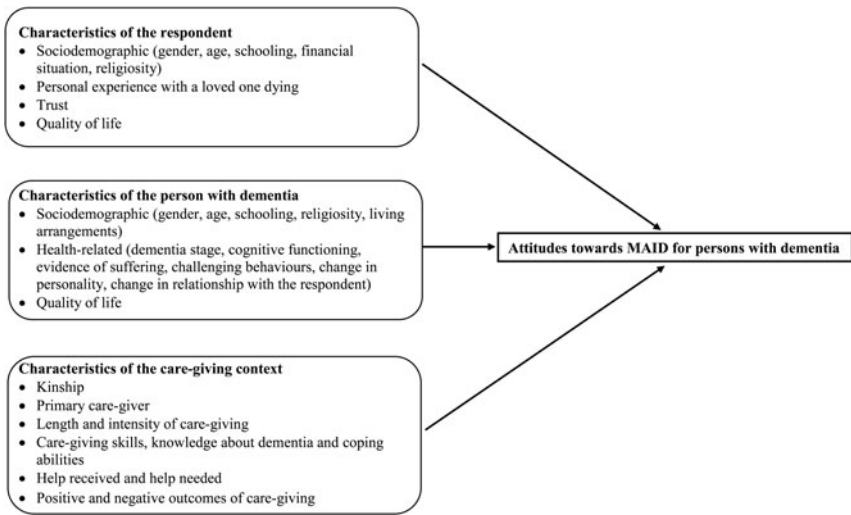 Characteristics of the respondent
• Sociodemographic (gender, age, schooling, financial
situation, religiosity)
• Personal experience with a loved one dying
• Trust
• Quality of life
Characteristics of the person with dementia
• Sociodemographic (gender, age, schooling, religiosity, living
arrangements)
• Health-related (dementia stage, cognitive functioning,
evidence of suffering, challenging behaviours, change in
personality, change in relationship with the respondent)
• Quality of life
Attitudes towards MAID for persons with dementia
Characteristics of the care-giving context
• Kinship
• Primary care-giver
• Length and intensity of care-giving
• Care-giving skills, knowledge about dementia and coping
abilities
• Help received and help needed
• Positive and negative outcomes of care-giving